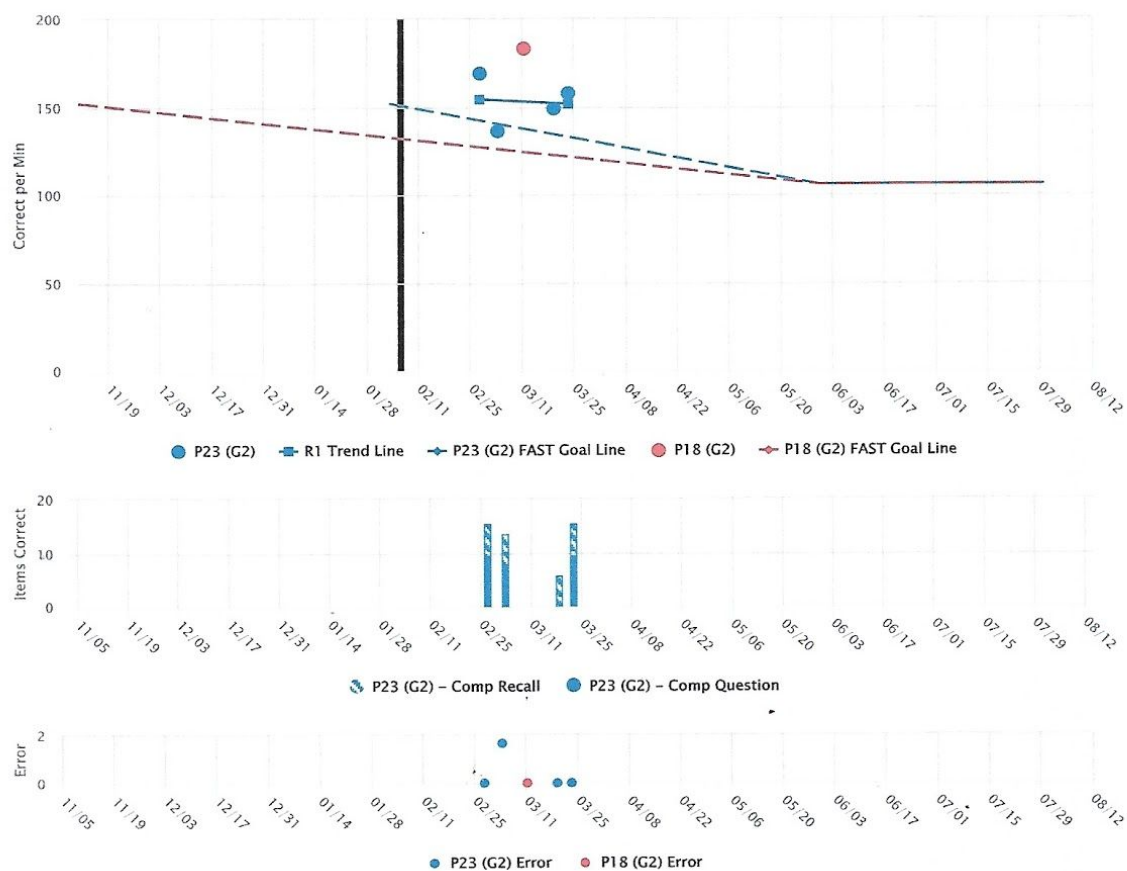 200
150
Correct per Min
100
50
0
11/19 12/03 12/17 12/31 01/14 01/28 02/11 02/25 03/11 03/25 04/08 04/22 05/06 05/20 06/03 06/17 07/01 07/15 07/29 08/12
P23 (G2) R1 Trend Line P23 (G2) FAST Goal Line P18 (G2) P18 (G2) FAST Goal Line
20
Items Correct
10
0
11/05 11/19 12/03 12/17 12/31 01/14 01/28 02/11 02/25 03/11 03/25 04/08 04/22 05/06 05/20 06/03 06/17 07/01 07/15 07/29 08/12
P23 (G2) – Comp Recall P23 (G2) – Comp Question
2
Error
0
11/05 11/19 12/03 12/17 12/31 01/14 01/28 02/11 02/25 03/11 03/25 04/08 04/22 05/06 05/20 06/03 06/17 07/01 07/15 07/29 08/12
P23 (G2) Error P18 (G2) Error